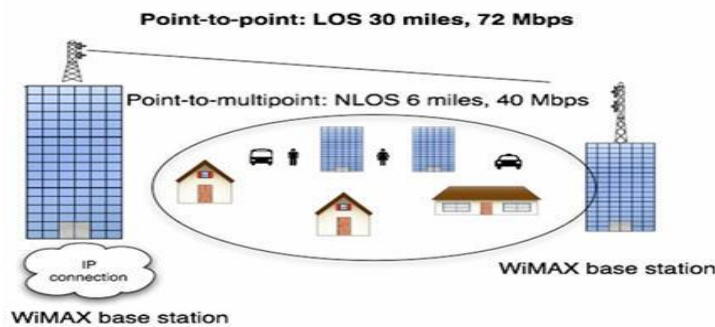 Point-to-point: LOS 30 miles, 72 Mbps
Point-to-multipoint: NLOS 6 miles, 40 Mbps
IP
connection
WiMAX base station
WiMAX base station